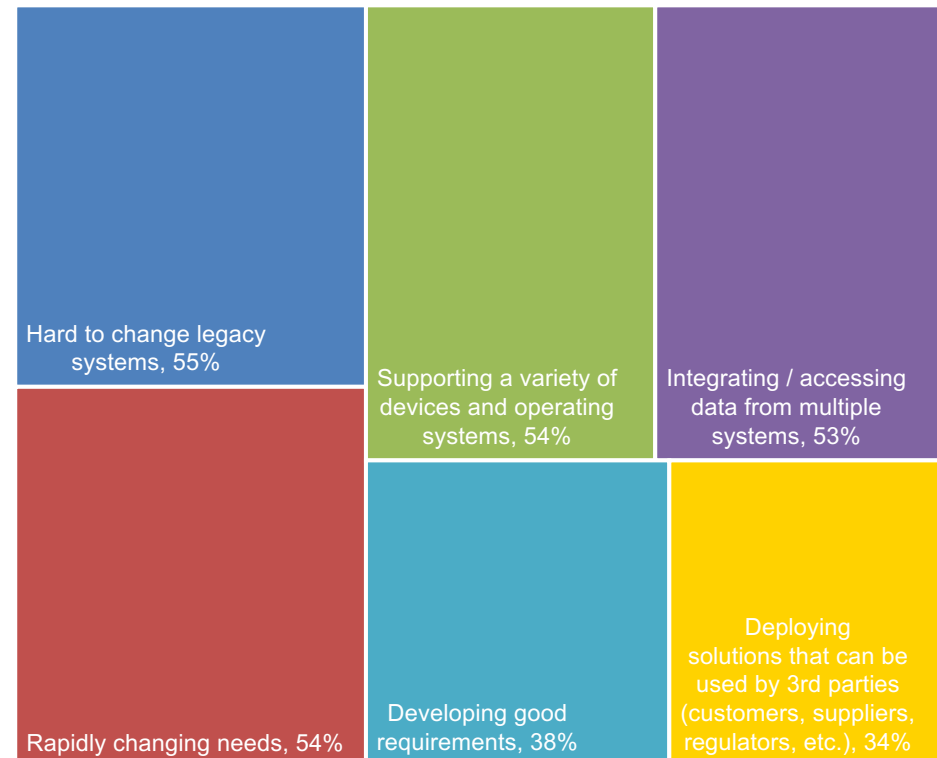 Hard to change legacy
systems, 55%
Supporting a variety of
devices and operating
systems, 54%
Integrating / accessing
data from multiple
systems, 53%
Rapidly changing needs, 54%
Developing good
requirements, 38%
Deploying
solutions that can be
used by 3rd parties
(customers, suppliers,
regulators, etc.), 34%